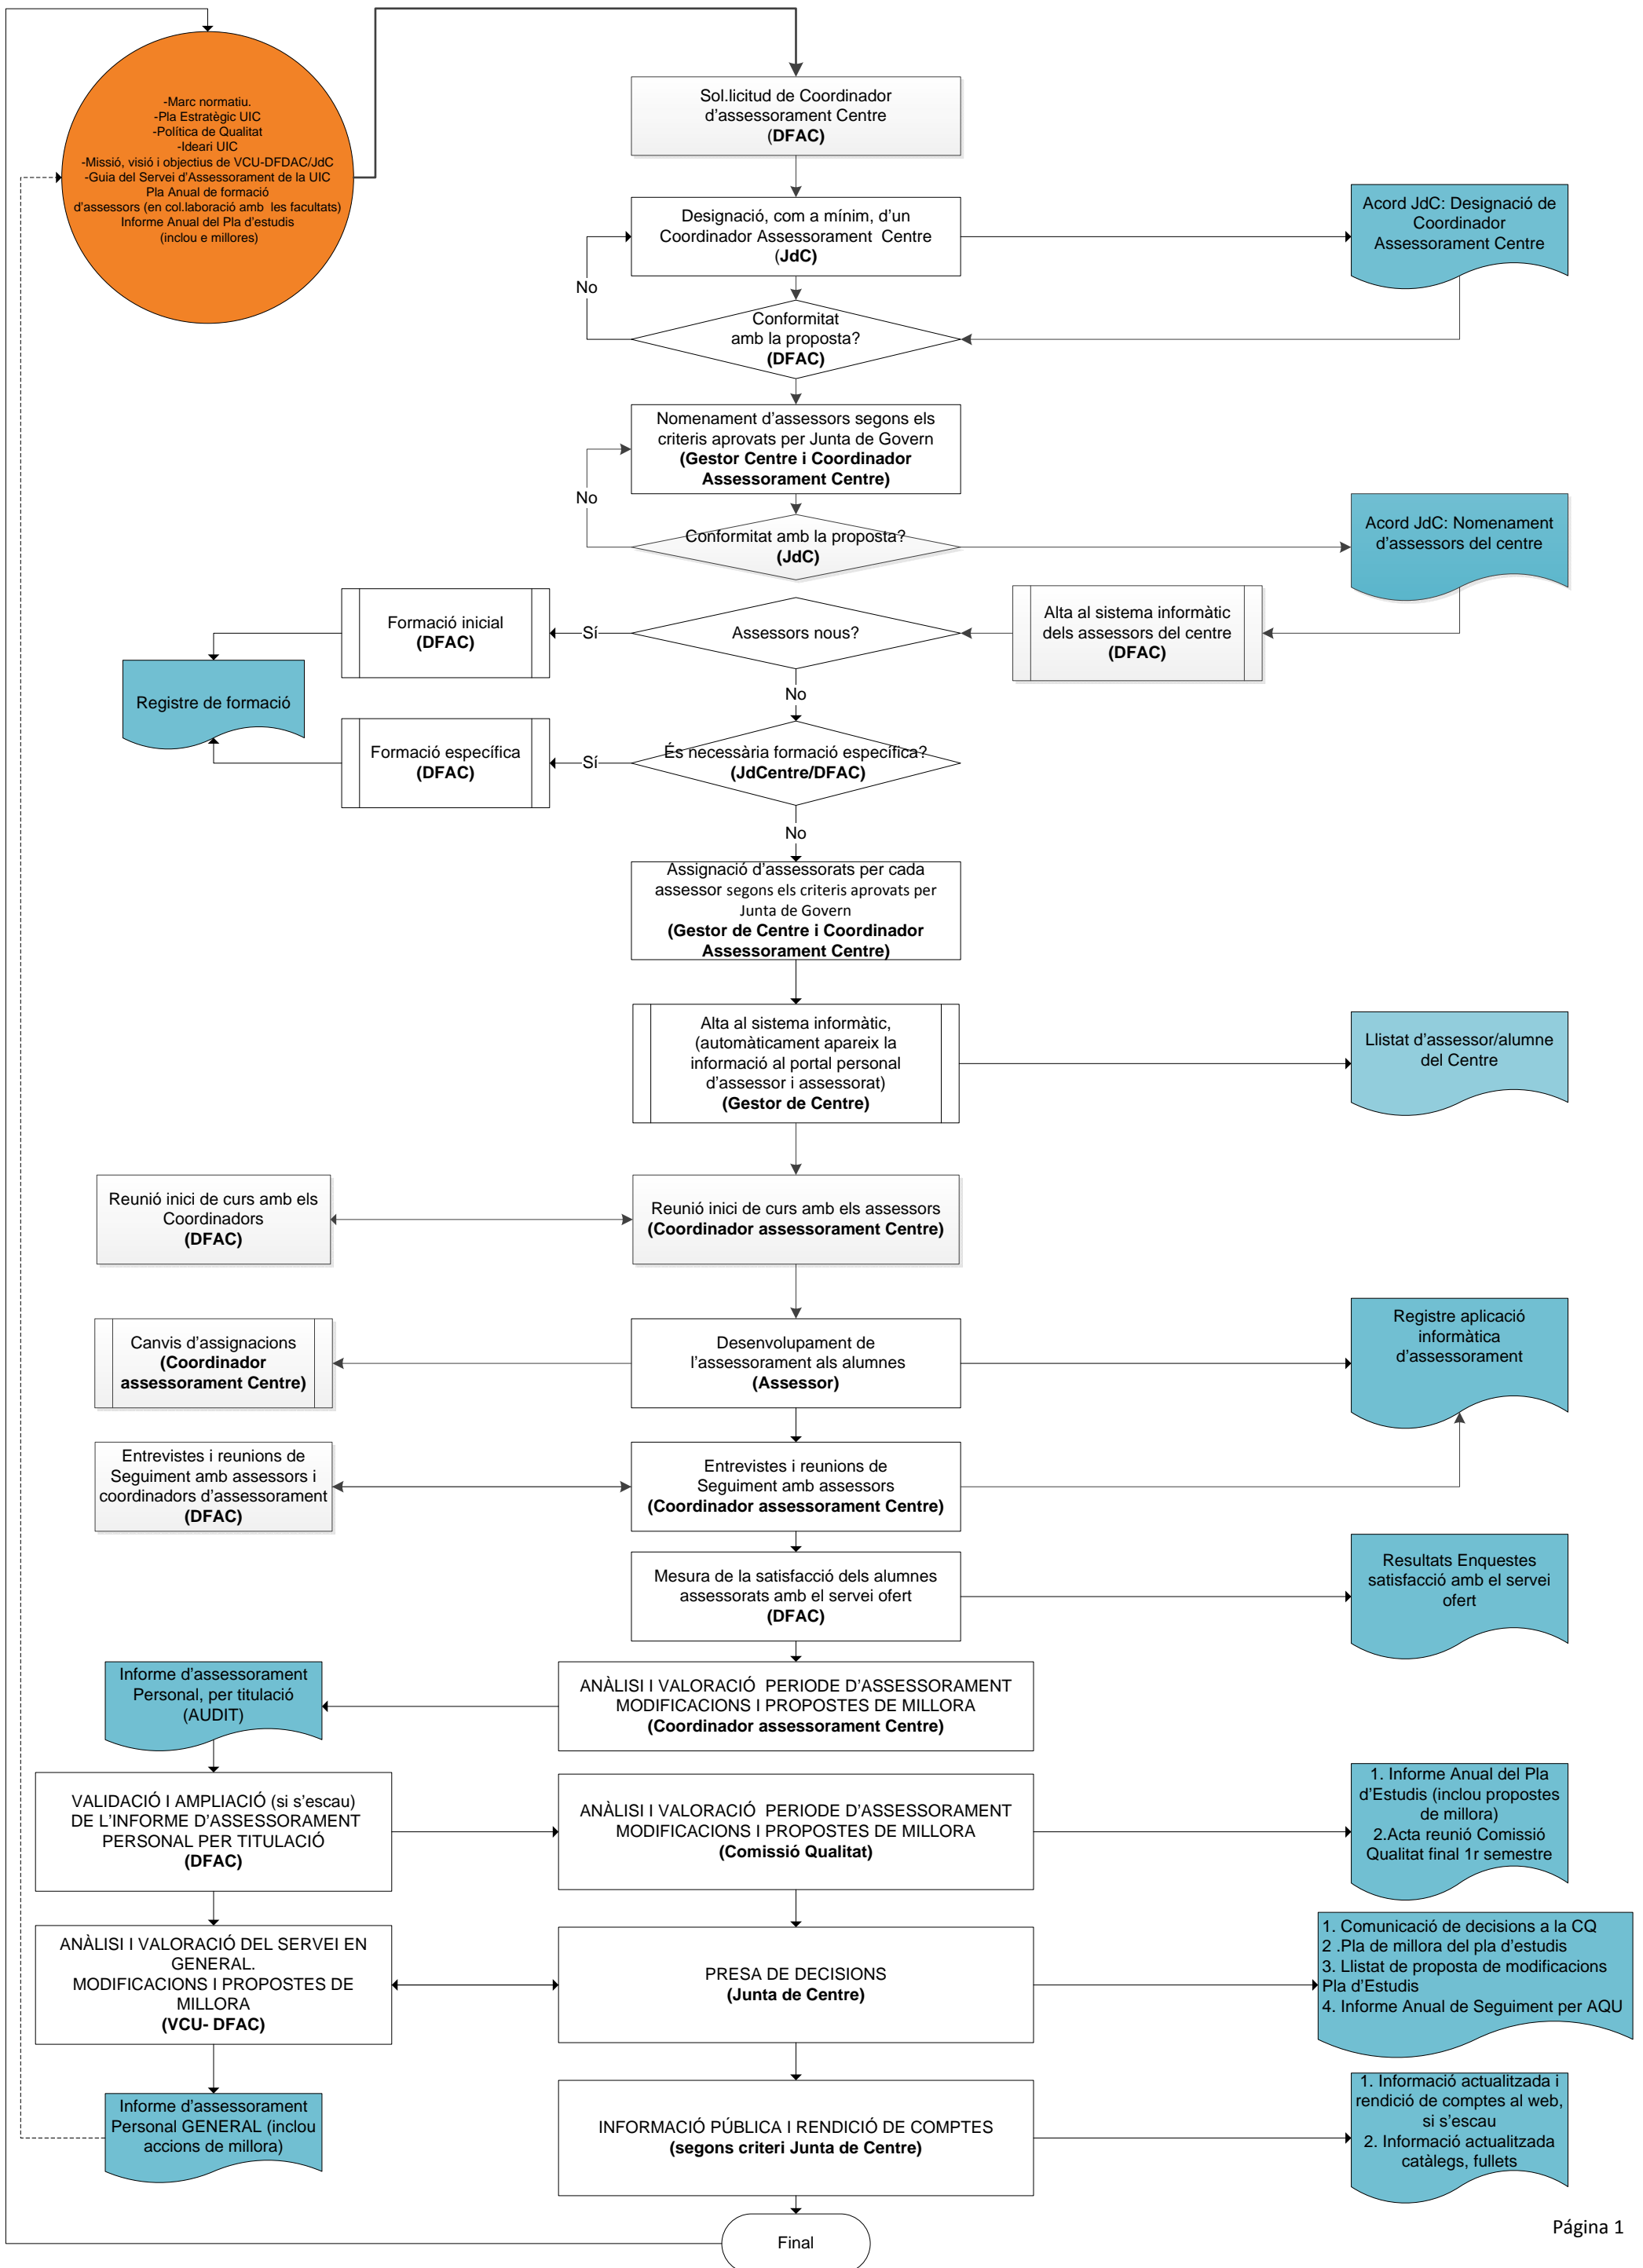 -Marc normatiu.
-Pla Estratègic UIC
-Política de Qualitat
-Ideari UIC
-Missió, visió i objectius de VCU-DFDAC/JdC
-Guia del Servei d'Assessorament de la UIC
Pla Anual de formació
d'assessors (en col.laboració amb  les facultats)
Informe Anual del Pla d'estudis
(inclou e millores)
Sol.licitud de Coordinador
d'assessorament Centre
(DFAC)
Designació, com a mínim, d'un
Coordinador Assessorament  Centre
(JdC)
Acord JdC: Designació de
Coordinador
Assessorament Centre
No
Conformitat
amb la proposta?
(DFAC)
Nomenament d'assessors segons els
criteris aprovats per Junta de Govern
(Gestor Centre i Coordinador
Assessorament Centre)
No
Conformitat amb la proposta?
(JdC)
Acord JdC: Nomenament
d'assessors del centre
Formació inicial
(DFAC)
Sí
Assessors nous?
Alta al sistema informàtic
dels assessors del centre
(DFAC)
Registre de formació
No
Formació específica
(DFAC)
Sí
És necessària formació específica?
(JdCentre/DFAC)
No
Assignació d'assessorats per cada
assessor segons els criteris aprovats per
Junta de Govern
(Gestor de Centre i Coordinador
Assessorament Centre)
Alta al sistema informàtic,
(automàticament apareix la
informació al portal personal
d'assessor i assessorat)
(Gestor de Centre)
Llistat d'assessor/alumne
del Centre
Reunió inici de curs amb els
Coordinadors
(DFAC)
Reunió inici de curs amb els assessors
(Coordinador assessorament Centre)
Canvis d'assignacions
(Coordinador
assessorament Centre)
Desenvolupament de
l'assessorament als alumnes
(Assessor)
Registre aplicació
informàtica
d'assessorament
Entrevistes i reunions de
Seguiment amb assessors i
coordinadors d'assessorament
(DFAC)
Entrevistes i reunions de
Seguiment amb assessors
(Coordinador assessorament Centre)
Mesura de la satisfacció dels alumnes
assessorats amb el servei ofert
(DFAC)
Resultats Enquestes
satisfacció amb el servei
ofert
Informe d'assessorament
Personal, per titulació
(AUDIT)
ANÀLISI I VALORACIÓ  PERIODE D'ASSESSORAMENT
MODIFICACIONS I PROPOSTES DE MILLORA
(Coordinador assessorament Centre)
VALIDACIÓ I AMPLIACIÓ (si s'escau)
DE L'INFORME D'ASSESSORAMENT
PERSONAL PER TITULACIÓ
(DFAC)
ANÀLISI I VALORACIÓ  PERIODE D'ASSESSORAMENT
MODIFICACIONS I PROPOSTES DE MILLORA
(Comissió Qualitat)
1. Informe Anual del Pla
d'Estudis (inclou propostes
de millora)
2.Acta reunió Comissió
Qualitat final 1r semestre
ANÀLISI I VALORACIÓ DEL SERVEI EN
GENERAL.
MODIFICACIONS I PROPOSTES DE
MILLORA
(VCU- DFAC)
PRESA DE DECISIONS
(Junta de Centre)
1. Comunicació de decisions a la CQ
2 .Pla de millora del pla d'estudis
3. Llistat de proposta de modificacions
Pla d'Estudis
4. Informe Anual de Seguiment per AQU
Informe d'assessorament
Personal GENERAL (inclou
accions de millora)
INFORMACIÓ PÚBLICA I RENDICIÓ DE COMPTES
(segons criteri Junta de Centre)
1. Informació actualitzada i
rendició de comptes al web,
si s'escau
2. Informació actualitzada
catàlegs, fullets
Final
Página 1